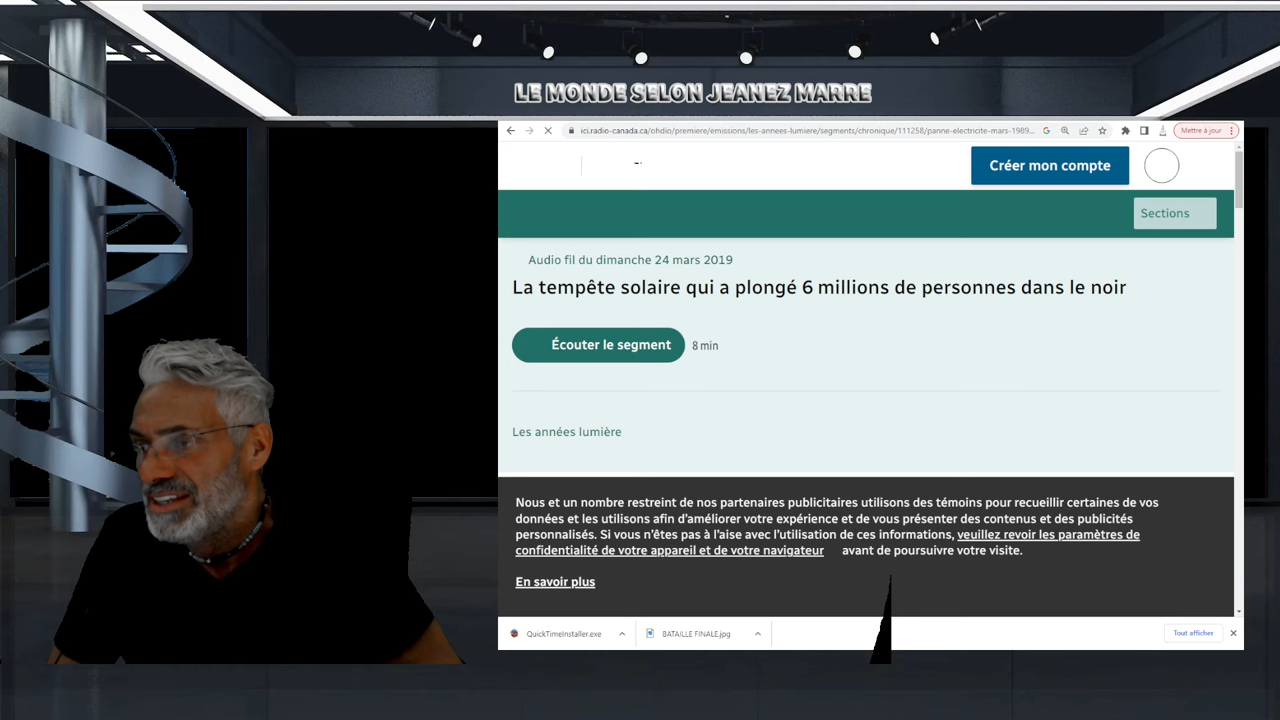 LE MONDE SELON JEANEZ MARRE
ici.radio-canada.ca/ohdio/premiere/emissions/les-annees-lumiere/segments/chronique/111258/panne-electricite-mars-1989...
Mettre à jour
Créer mon compte
Sections
Audio fil du dimanche 24 mars 2019
La tempête solaire qui a plongé 6 millions de personnes dans le noir
Écouter le segment 8 min
Les années lumière
Nous et un nombre restreint de nos partenaires publicitaires utilisons des témoins pour recueillir certaines de vos
données et les utilisons afin d'améliorer votre expérience et de vous présenter des contenus et des publicités
personnalisés. Si vous n'êtes pas à l'aise avec l'utilisation de ces informations, veuillez revoir les paramètres de
confidentialité de votre appareil et de votre navigateur avant de poursuivre votre visite.
En savoir plus
QuickTimeInstaller.exe
BATAILLE FINALE.jpg
Tout afficher